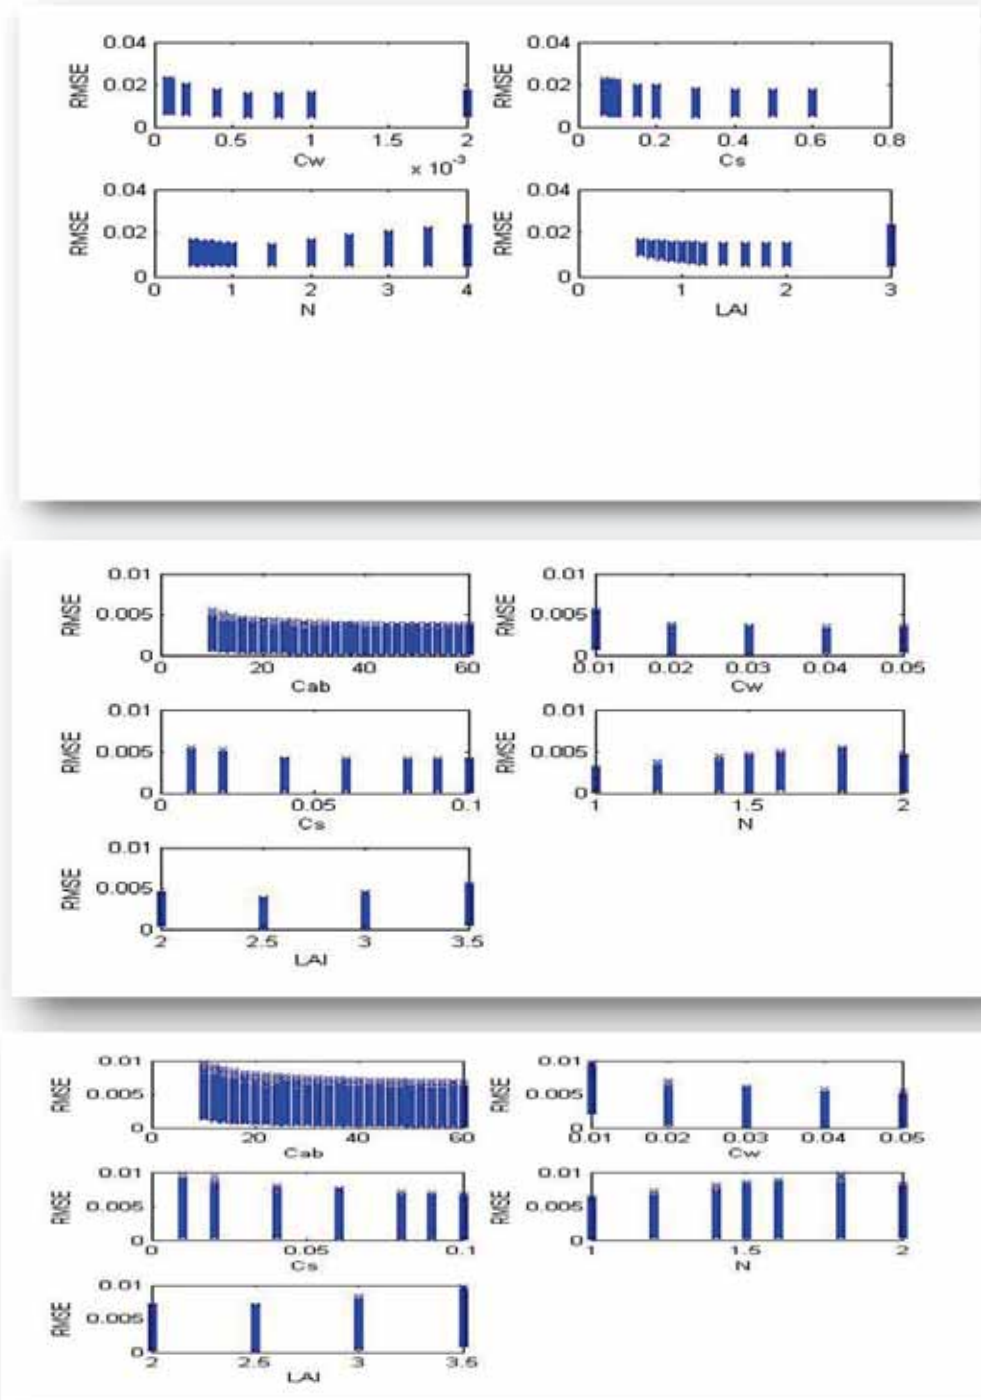 0.04 0.04
RMSE 0.02 RMSE 0.02
0 0
0 0.5 1 1.5 2 0 0.2 0.4 0.6 0.8
Cw x 10⁻³ Cs
0.04 0.04
RMSE 0.02 RMSE 0.02
0 0
0 1 2 3 4 0 1 2 3
N LAI
0.01 0.01
RMSE 0.005 RMSE 0.005
0 0
0 20 40 60 0.01 0.02 0.03 0.04 0.05
Cab Cw
0.01 0.01
RMSE 0.005 RMSE 0.005
0 0
0 0.05 0.1 1 1.5 2
Cs N
0.01
RMSE 0.005
0
2 2.5 3 3.5
LAI
0.01 0.01
RMSE 0.005 RMSE 0.005
0 0
0 20 40 60 0.01 0.02 0.03 0.04 0.05
Cab Cw
0.01 0.01
RMSE 0.005 RMSE 0.005
0 0
0 0.05 0.1 1 1.5 2
Cs N
0.01
RMSE 0.005
0
2 2.5 3 3.5
LAI